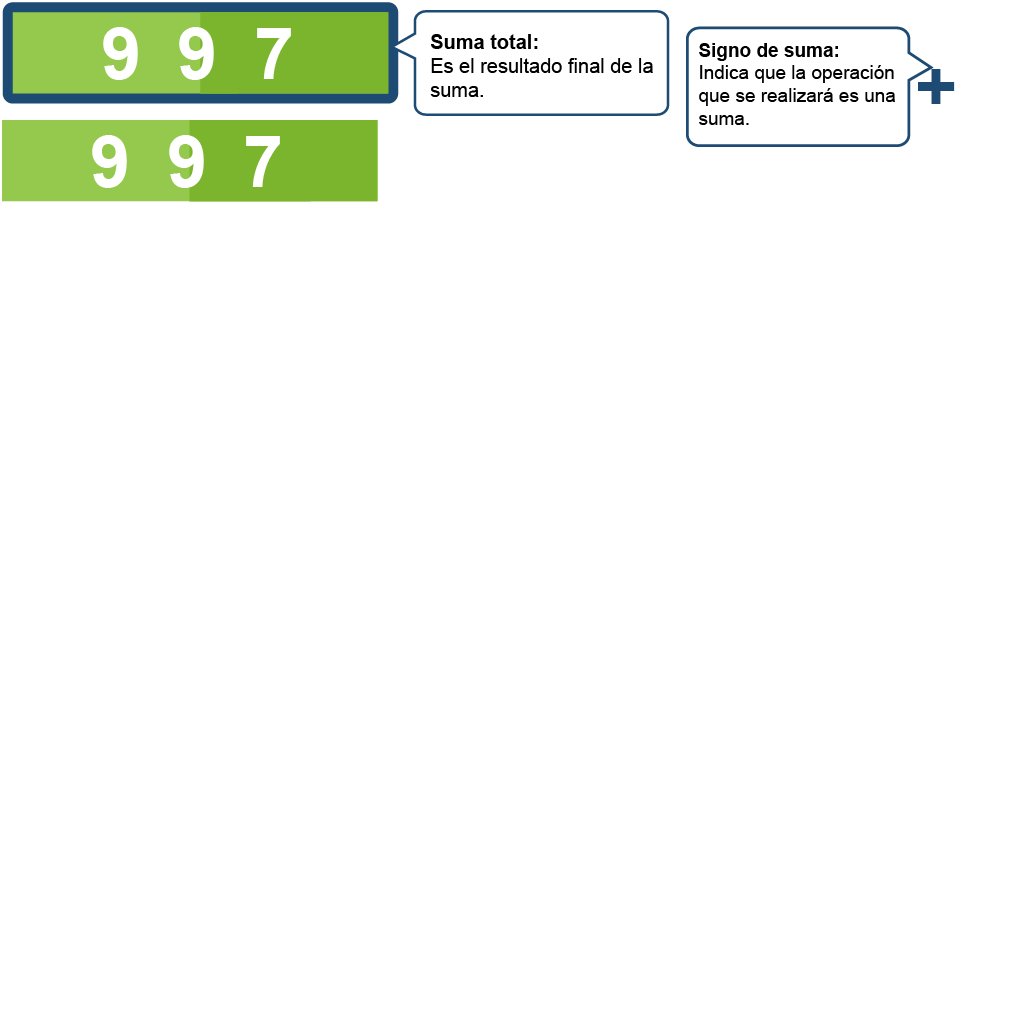 9 9 7
Suma total:
Es el resultado final de la
suma.
Signo de suma:
Indica que la operación
que se realizará es una
suma.
+
9 9 7